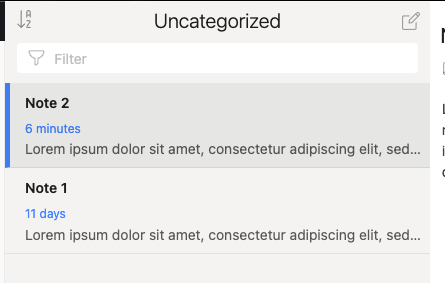 A
Z
Uncategorized
Filter
Note 2
6 minutes
Lorem ipsum dolor sit amet, consectetur adipiscing elit, sed...
Note 1
11 days
Lorem ipsum dolor sit amet, consectetur adipiscing elit, sed...